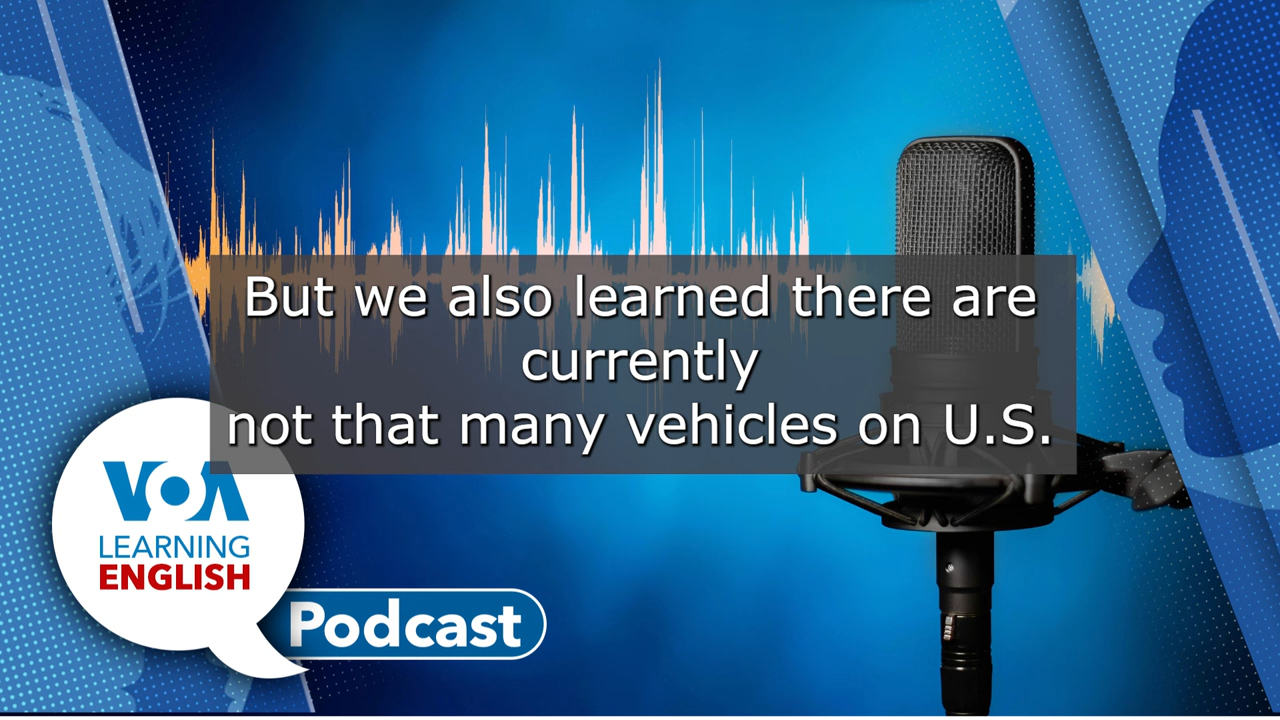 But we also learned there are
currently
not that many vehicles on U.S.
VOA
LEARNING
ENGLISH
Podcast